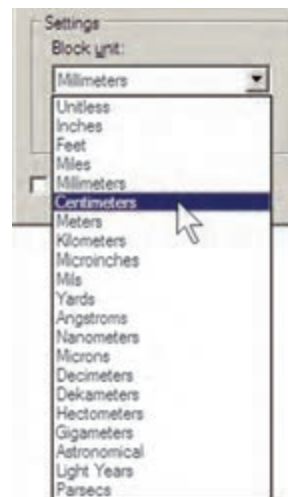 Settings
Block unit:
Millimeters
Unitless
Inches
Feet
Miles
Millimeters
Centimeters
Meters
Kilometers
Microinches
Mils
Yards
Angstroms
Nanometers
Microns
Decimeters
Dekameters
Hectometers
Gigameters
Astronomical
Light Years
Parsecs